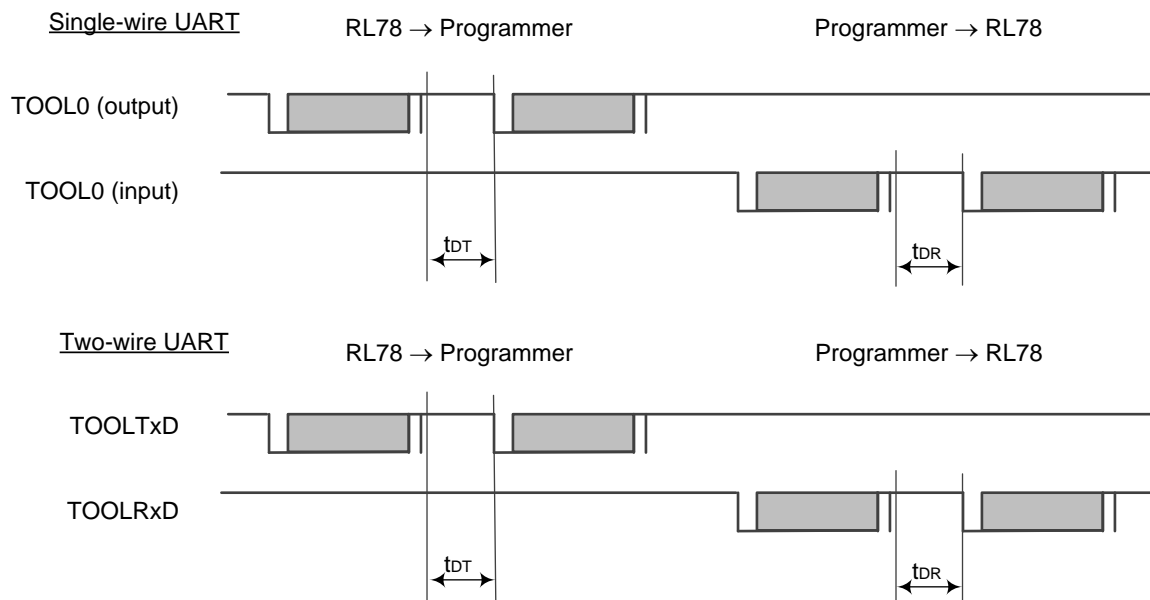 Single-wire UART
RL78 → Programmer
Programmer → RL78
TOOL0 (output)
TOOL0 (input)
tDT
tDR
Two-wire UART
RL78 → Programmer
Programmer → RL78
TOOLTxD
TOOLRxD
tDT
tDR